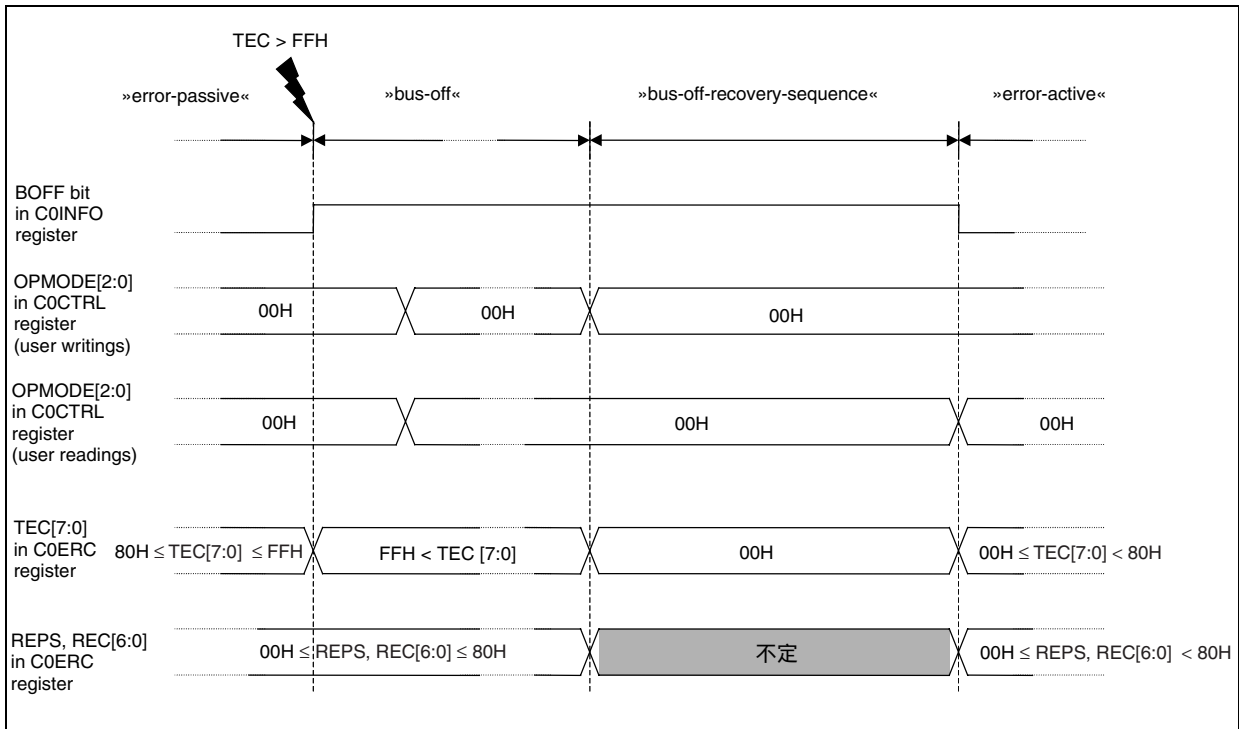 TEC > FFH
»error-passive«
»bus-off«
»bus-off-recovery-sequence«
»error-active«
BOFF bit
in C0INFO
register
OPMODE[2:0]
in C0CTRL
register
(user writings)
00H
00H
00H
OPMODE[2:0]
in C0CTRL
register
(user readings)
00H
00H
00H
TEC[7:0]
in C0ERC
register
80H ≤ TEC[7:0] ≤ FFH
FFH < TEC [7:0]
00H
00H ≤ TEC[7:0] < 80H
REPS, REC[6:0]
in C0ERC
register
00H ≤ REPS, REC[6:0] ≤ 80H
不定
00H ≤ REPS, REC[6:0] < 80H